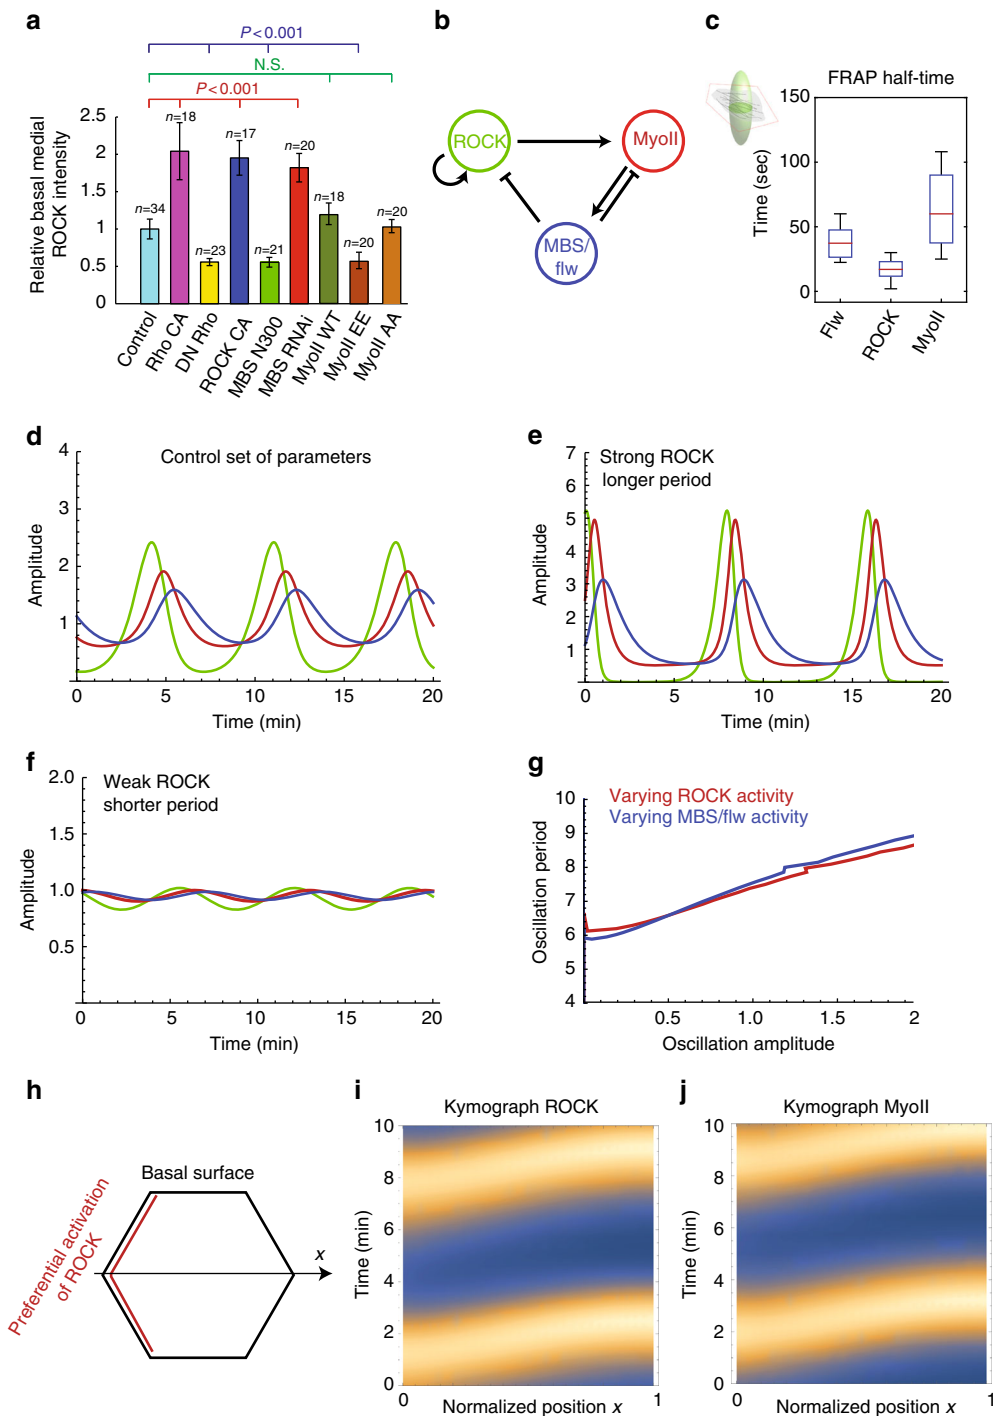 a
P < 0.001
N.S.
P < 0.001
Relative basal medial
ROCK intensity
2.5
2
1.5
1
0.5
0
n=34
n=18
n=23
n=17
n=21
n=20
n=18
n=20
n=20
Control
Rho CA
DN Rho
ROCK CA
MBS N300
MBS RNAi
MyoII WT
MyoII EE
MyoII AA
b
ROCK
MyoII
MBS/
flw
c
FRAP half-time
Time (sec)
150
100
50
0
Flw
ROCK
MyoII
d
Control set of parameters
Amplitude
4
3
2
1
0 5 10 15 20
Time (min)
e
Strong ROCK
longer period
Amplitude
7
6
5
4
3
2
1
0 5 10 15 20
Time (min)
f
Weak ROCK
shorter period
Amplitude
2.0
1.5
1.0
0.5
0 5 10 15 20
Time (min)
g
Varying ROCK activity
Varying MBS/flw activity
Oscillation period
10
9
8
7
6
5
4
0.5 1.0 1.5 2
Oscillation amplitude
h
Basal surface
Preferential activation
of ROCK
x
i
Kymograph ROCK
Time (min)
10
8
6
4
2
0
0 1
Normalized position x
j
Kymograph MyoII
Time (min)
10
8
6
4
2
0
0 1
Normalized position x